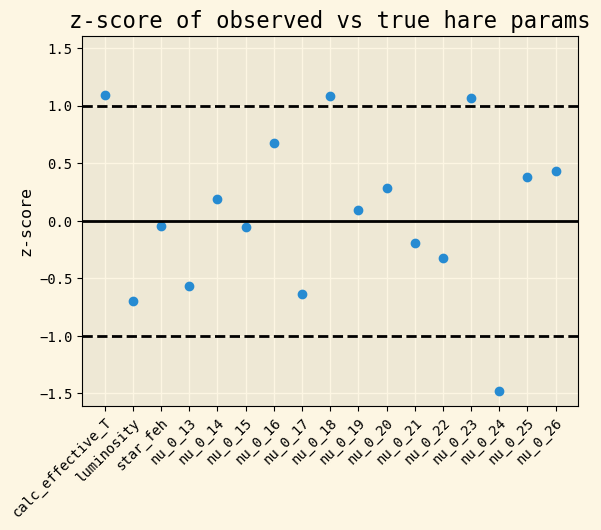 z-score of observed vs true hare params
z-score
1.5
1.0
0.5
0.0
−0.5
−1.0
−1.5
calc_effective_T
luminosity
star_feh
nu_0_13
nu_0_14
nu_0_15
nu_0_16
nu_0_17
nu_0_18
nu_0_19
nu_0_20
nu_0_21
nu_0_22
nu_0_23
nu_0_24
nu_0_25
nu_0_26